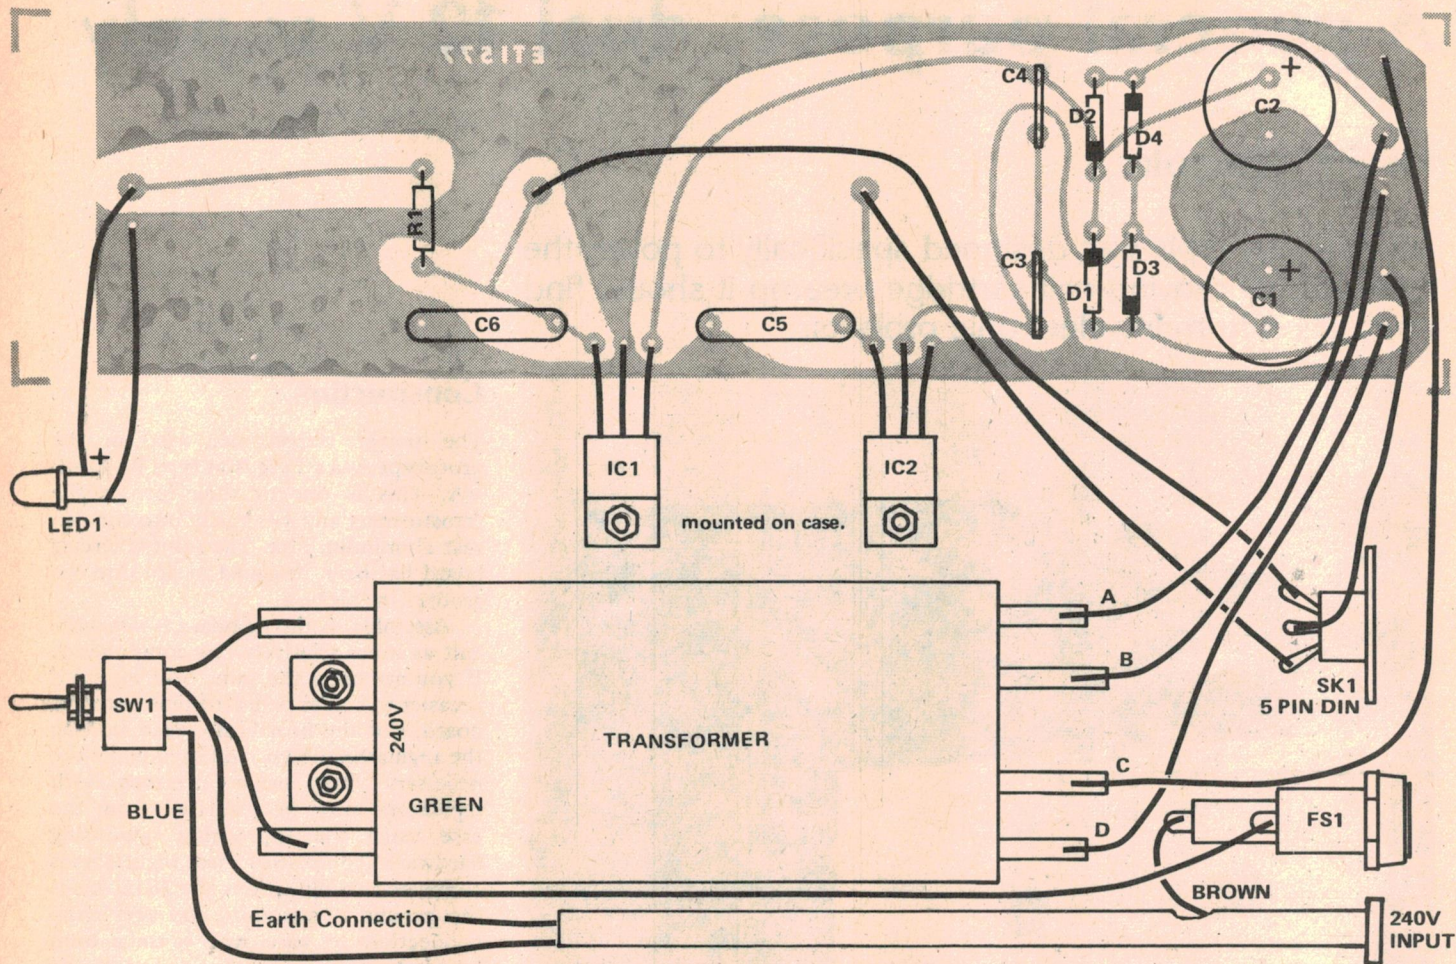 ETI577
C4
+
C2
D2
D4
R1
C3
D3
+
C1
D1
C6
C5
+
LED1
IC1
mounted on case.
IC2
A
B
SK1
5 PIN DIN
SW1
240V
TRANSFORMER
C
BLUE
GREEN
D
FS1
BROWN
Earth Connection
240V
INPUT